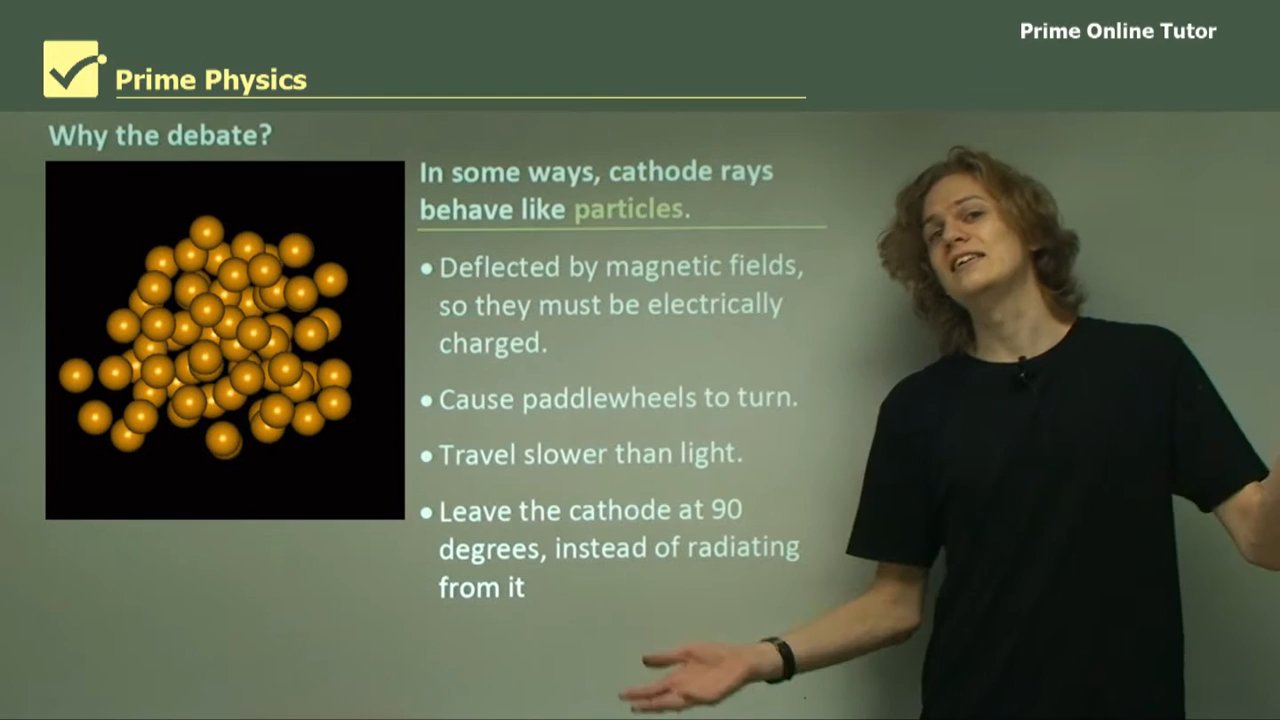 Prime Online Tutor
Prime Physics
Why the debate?
In some ways, cathode rays
behave like particles.
• Deflected by magnetic fields,
so they must be electrically
charged.
• Cause paddlewheels to turn.
• Travel slower than light.
• Leave the cathode at 90
degrees, instead of radiating
from it